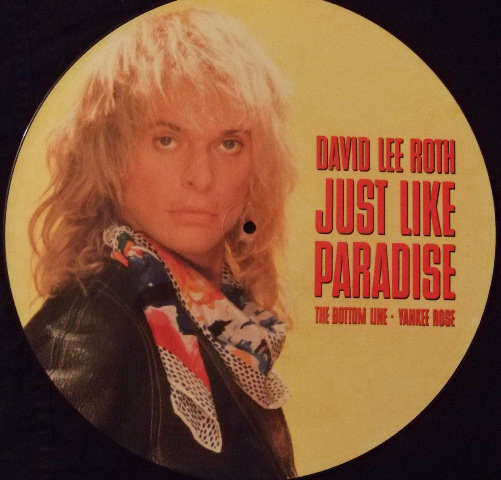 DAVID LEE ROTH
JUST LIKE
PARADISE
THE BOTTOM LINE • YANKEE ROSE